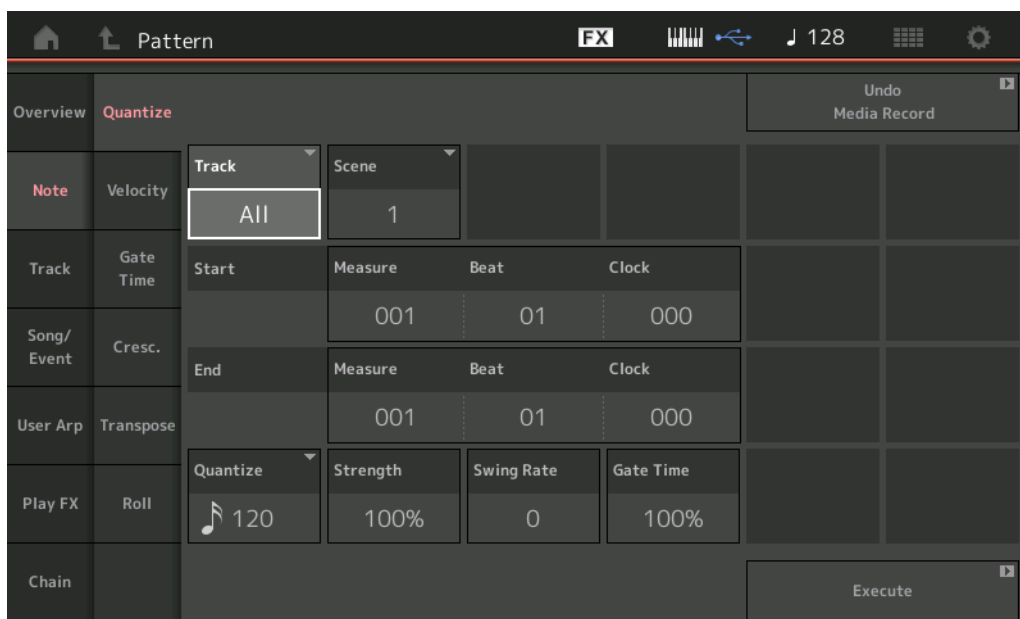 Pattern FX 128
Overview Quantize Undo
Media Record
Note Velocity Track Scene
All 1
Track Gate
Time Start Measure Beat Clock
001 01 000
Song/
Event Cresc. End Measure Beat Clock
001 01 000
User Arp Transpose
Quantize Strength Swing Rate Gate Time
Play FX Roll 120 100% 0 100%
Chain Execute